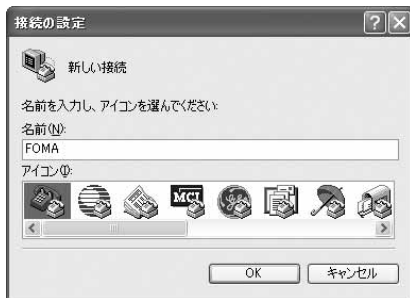 接続の設定
新しい接続
名前を入力し、アイコンを選んでください:
名前(N):
FOMA
アイコン(I):
MCI
OK
キャンセル